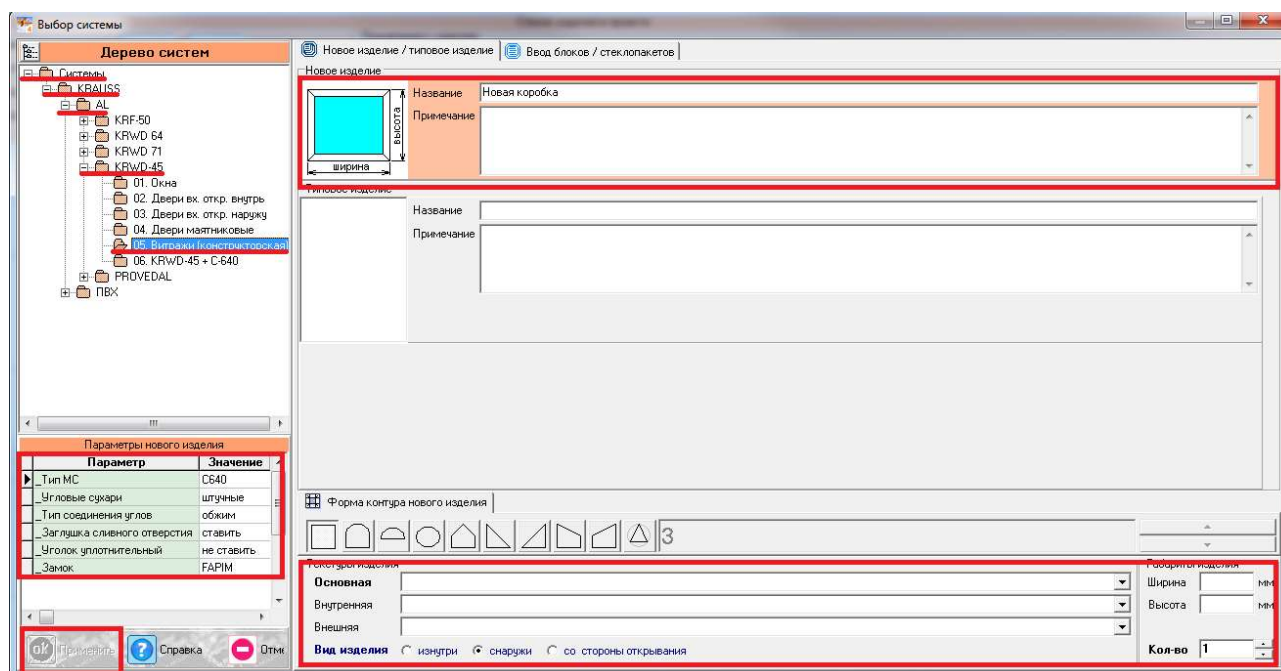 Выбор системы
Дерево систем
Системы
KRAUSS
AL
KRF-50
KRWD 64
KRWD 71
KRWD-45
01. Окна
02. Двери вх. откр. внутрь
03. Двери вх. откр. наружу
04. Двери маятниковые
05. Витражи (конструкторская)
06. KRWD-45 + С-640
PROVEDAL
ПВХ
Параметры нового изделия
Параметр Значение
_Тип МС С640
_Угловые сухари штучные
_Тип соединения углов обжим
_Заглушка сливного отверстия ставить
_Уголок уплотнительный не ставить
_Замок FAPIM
ok Применить
? Справка
Отме
Новое изделие / типовое изделие
Ввод блоков / стеклопакетов
Новое изделие
высота
ширина
Название Новая коробка
Примечание
Типовое изделие
Название
Примечание
Форма контура нового изделия
3
Текстуры изделия
Основная
Внутренняя
Внешняя
Вид изделия изнутри снаружи со стороны открывания
Габариты изделия
Ширина мм
Высота мм
Кол-во 1